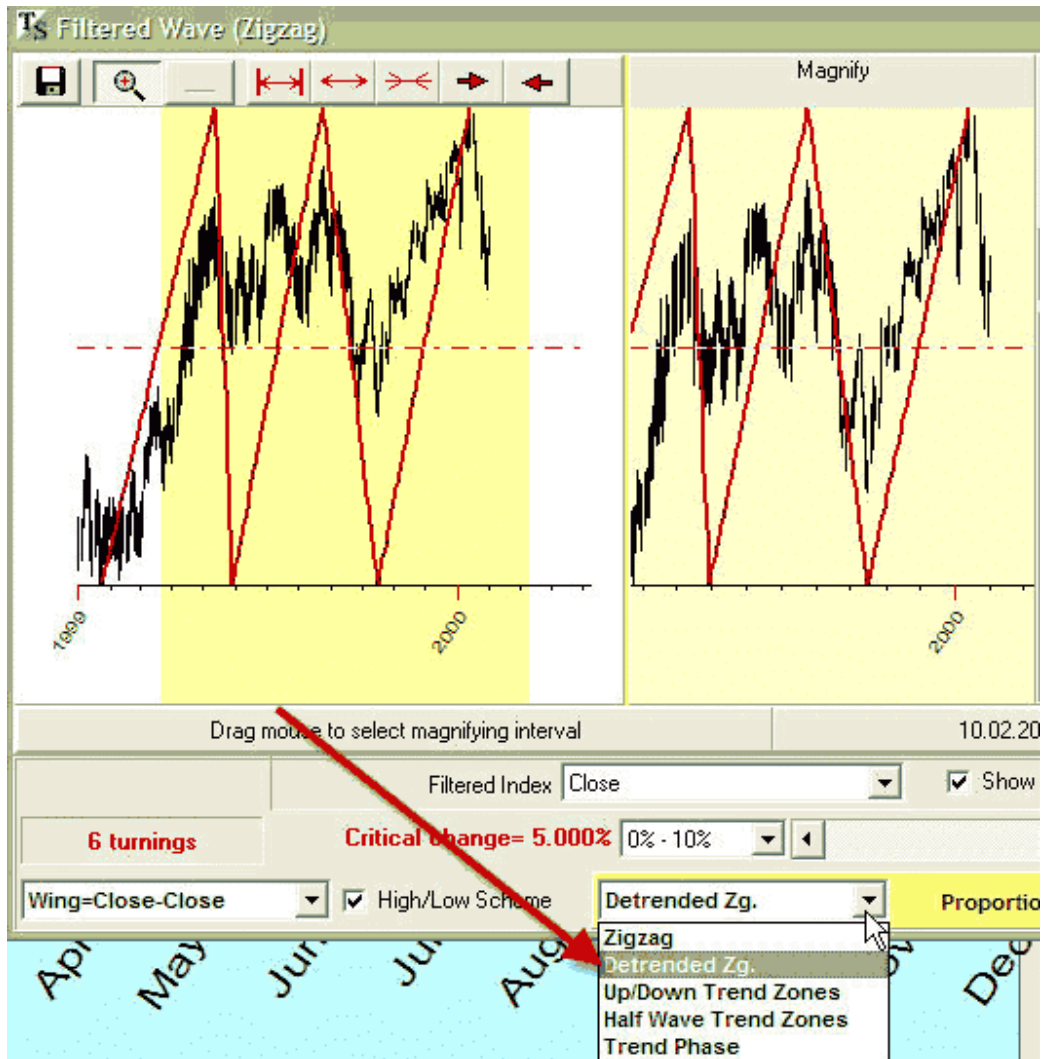 TS Filtered Wave (Zigzag)
Magnify
1999
2000
2000
Drag mouse to select magnifying interval
10.02.20
Filtered Index
Close
Show
6 turnings
Critical change= 5.000%
0% - 10%
Wing=Close-Close
High/Low Scheme
Detrended Zg.
Proportio
Zigzag
Detrended Zg.
Up/Down Trend Zones
Half Wave Trend Zones
Trend Phase
Apr
May
Jun
Jul
Aug
ov
Dec